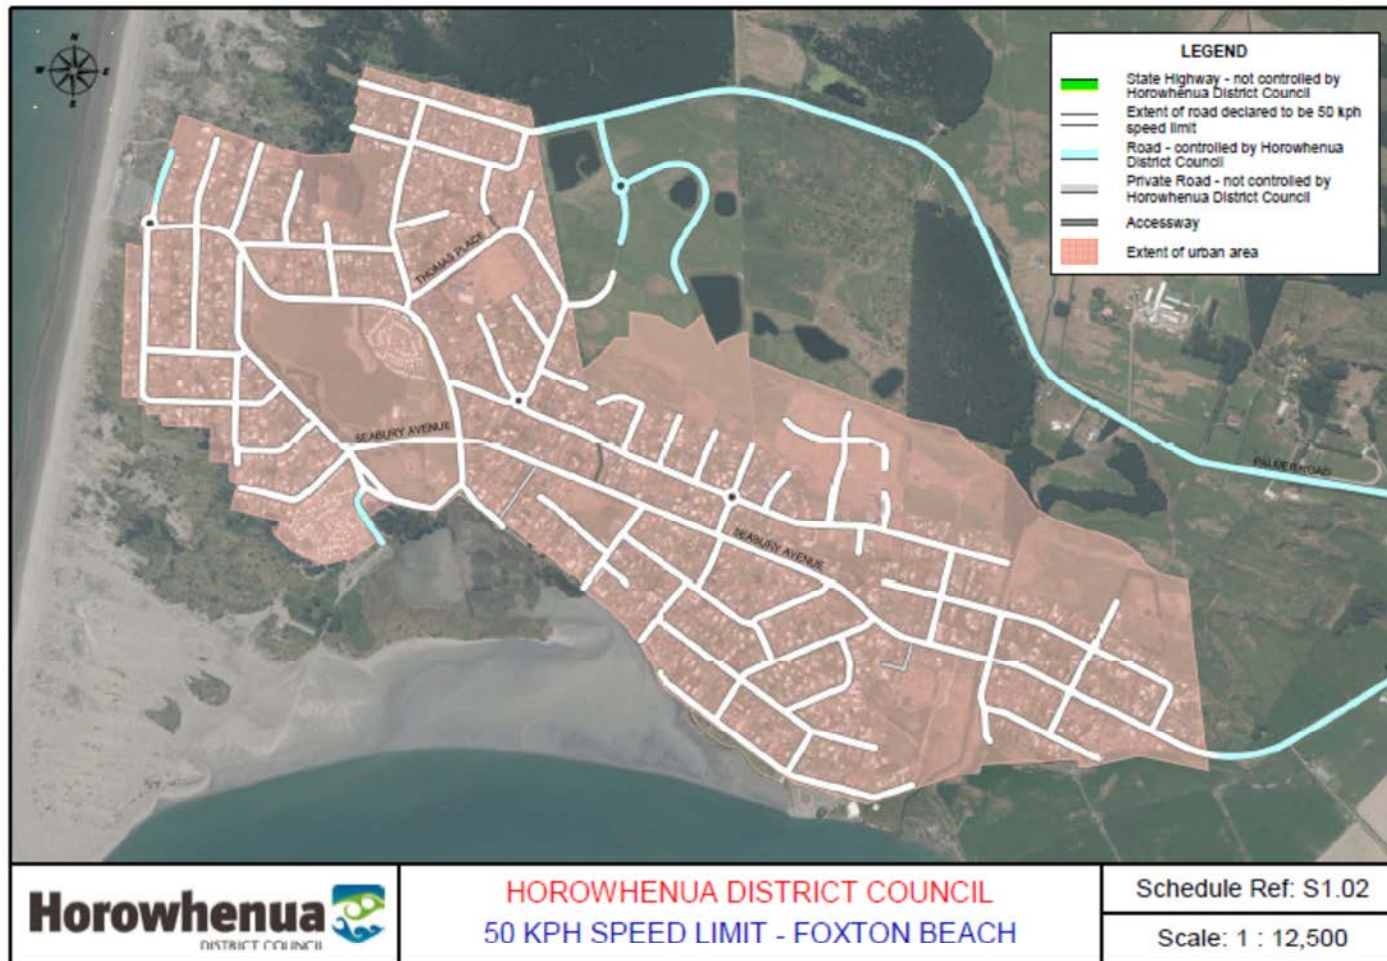 N
W
E
S
LEGEND
State Highway - not controlled by
Horowhenua District Council
Extent of road declared to be 50 kph
speed limit
Road - controlled by Horowhenua
District Council
Private Road - not controlled by
Horowhenua District Council
Accessway
Extent of urban area
THOMAS PLACE
SEABURY AVENUE
PALMER ROAD
SEABURY AVENUE
Horowhenua
DISTRICT COUNCIL
HOROWHENUA DISTRICT COUNCIL
50 KPH SPEED LIMIT - FOXTON BEACH
Schedule Ref: S1.02
Scale: 1 : 12,500